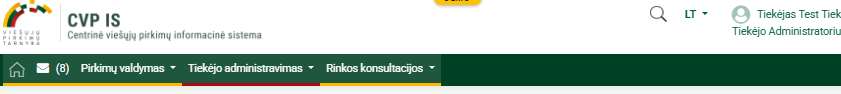 CVP IS
Centrinė viešųjų pirkimų informacinė sistema
VIEŠŲJŲ
PIRKIMŲ
TARNYBA
LT
Tiekėjas Test Tiek
Tiekėjo Administratoriu
(8) Pirkimų valdymas Tiekėjo administravimas Rinkos konsultacijos